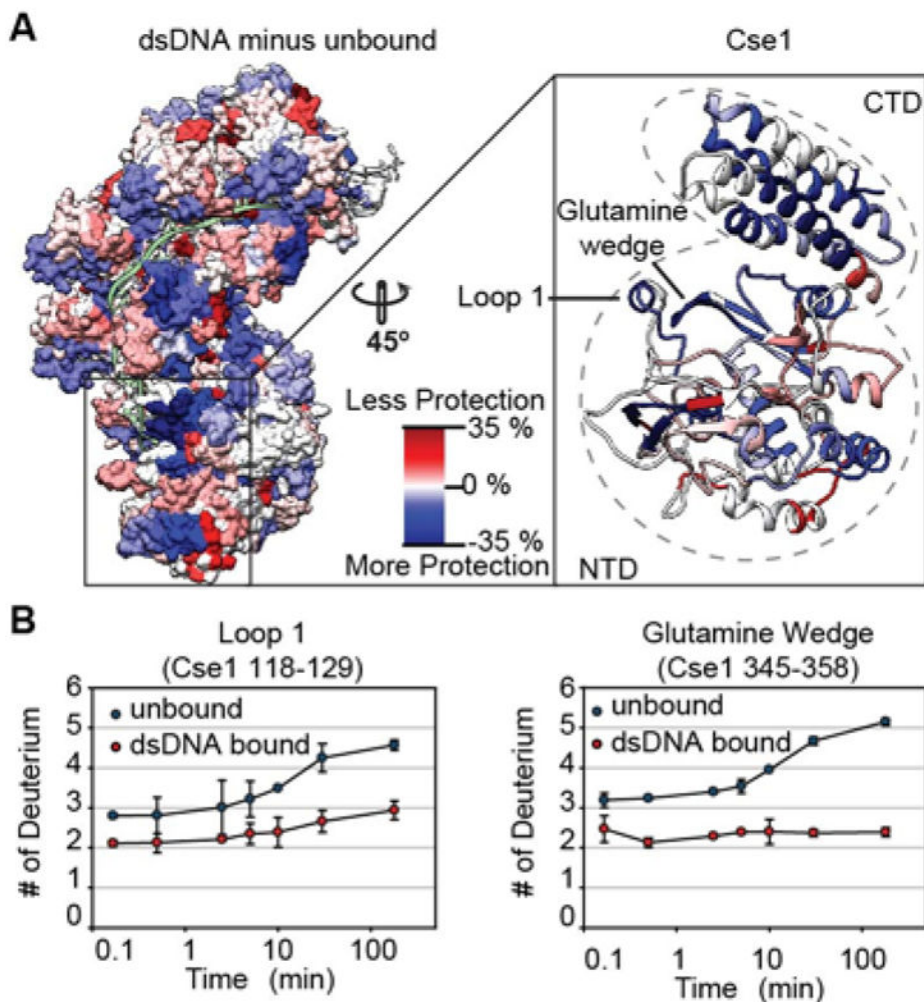 A
dsDNA minus unbound
Cse1
CTD
Glutamine
wedge
Loop 1
45º
Less Protection
35 %
0 %
-35 %
More Protection
NTD
B
Loop 1
(Cse1 118-129)
6
5
4
3
2
1
0
unbound
dsDNA bound
# of Deuterium
0.1
1
10
100
Time (min)
Glutamine Wedge
(Cse1 345-358)
6
5
4
3
2
1
0
unbound
dsDNA bound
# of Deuterium
0.1
1
10
100
Time (min)